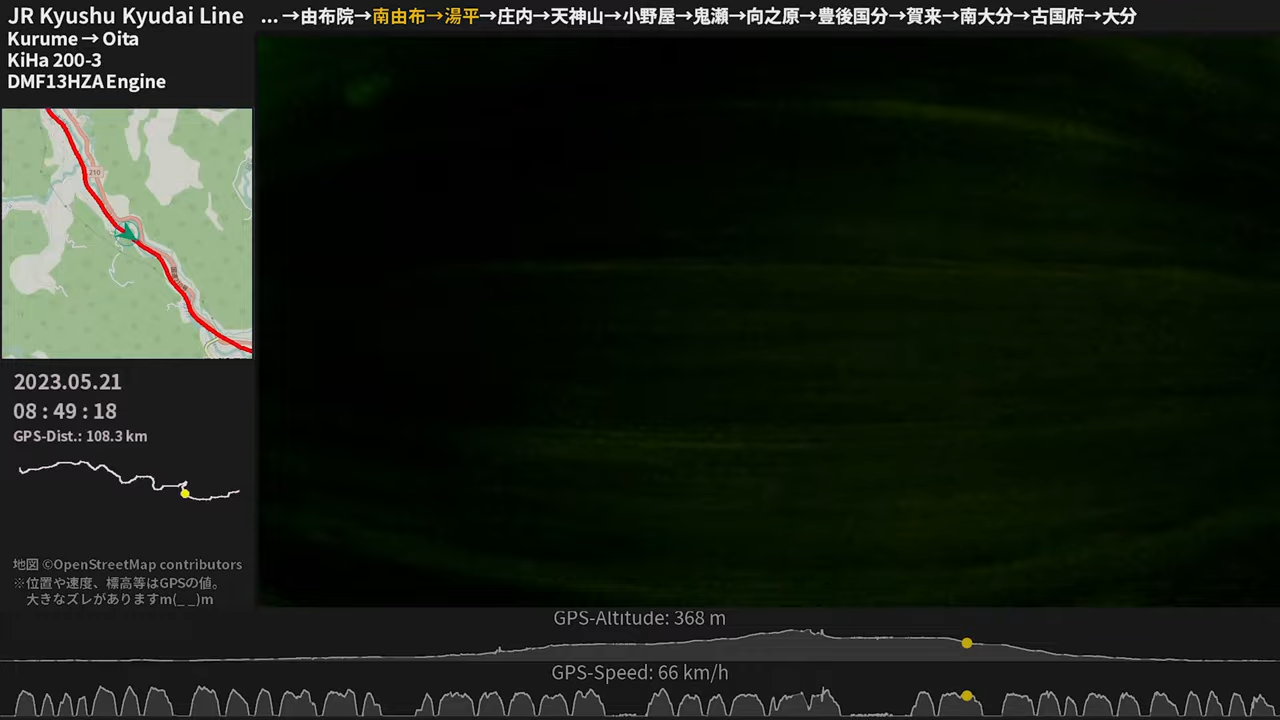 JR Kyushu Kyudai Line
... →由布院→南由布→湯平→庄内→天神山→小野屋→鬼瀬→向之原→豊後国分→賀来→南大分→古国府→大分
Kurume → Oita
KiHa 200-3
DMF13HZA Engine
210
2023.05.21
08 : 49 : 18
GPS-Dist.: 108.3 km
地図 ©OpenStreetMap contributors
※位置や速度、標高等はGPSの値。
大きなズレがありますm(_ _)m
GPS-Altitude: 368 m
GPS-Speed: 66 km/h